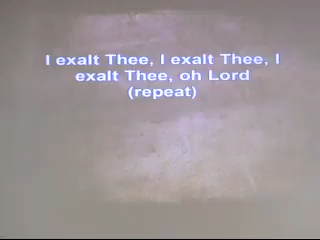 I exalt Thee, I exalt Thee, I
exalt Thee, oh Lord
(repeat)